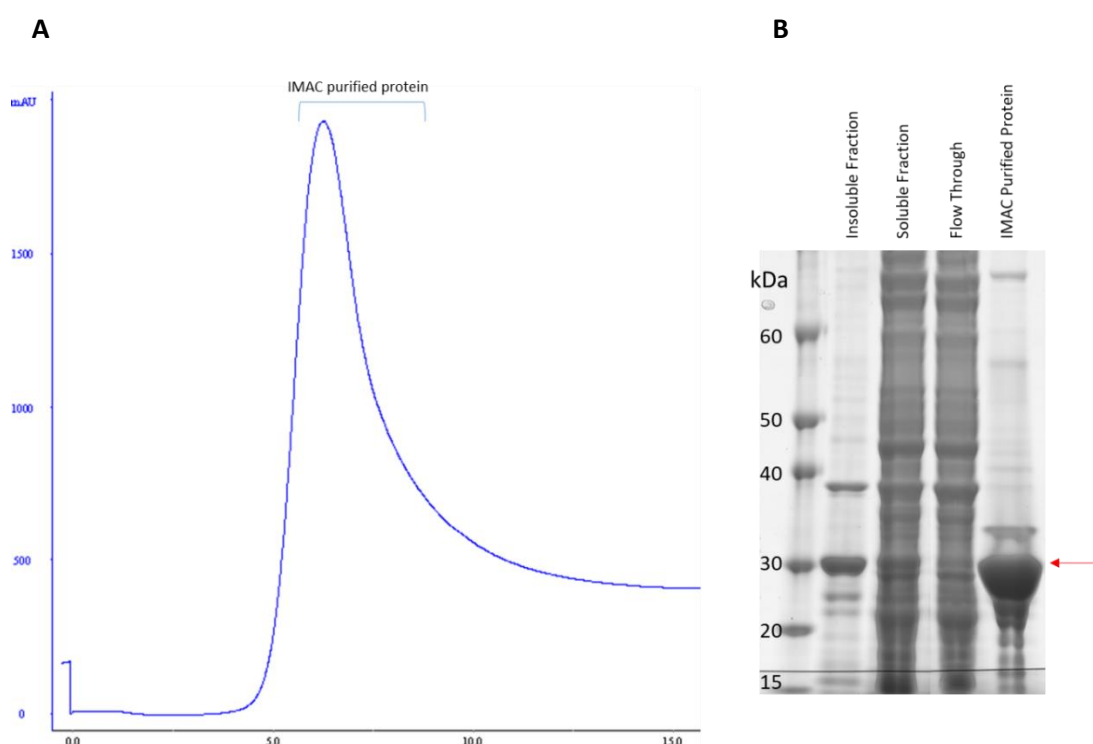 A
B
IMAC purified protein
mAU
1500
1000
500
0
0.0
5.0
10.0
15.0
Insoluble Fraction
Soluble Fraction
Flow Through
IMAC Purified Protein
kDa
60
50
40
30
20
15